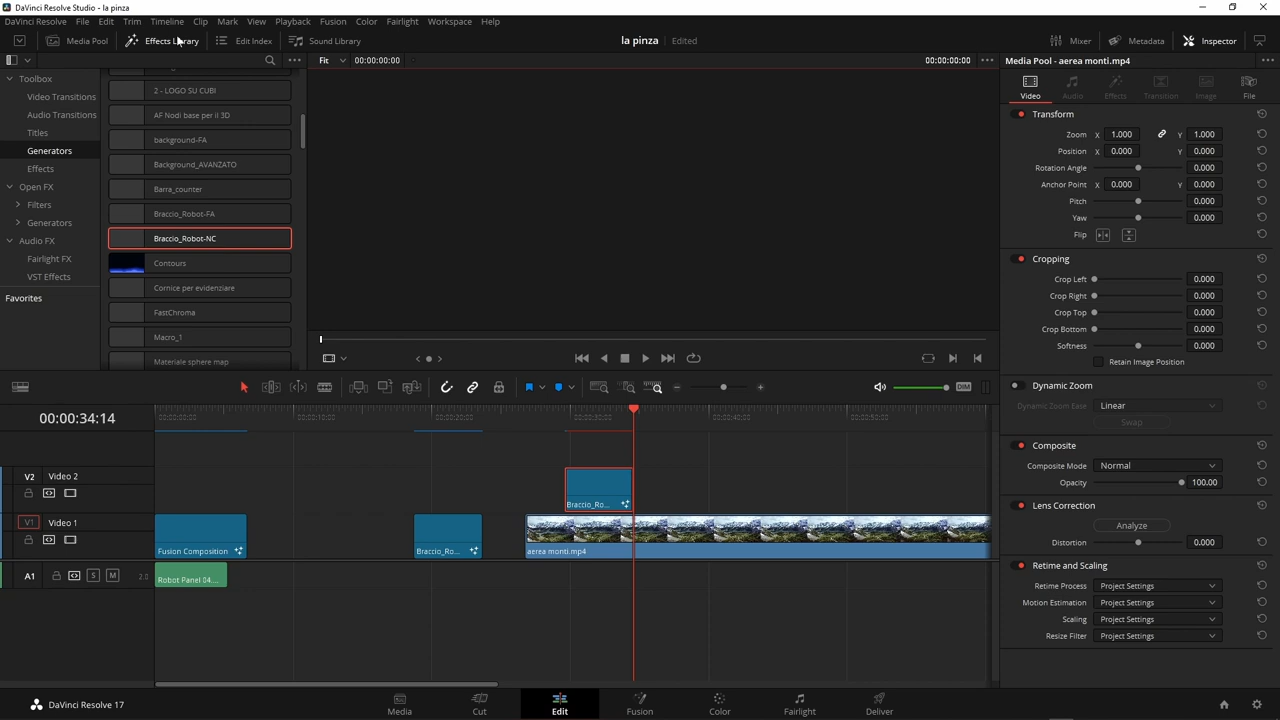 DaVinci Resolve Studio - la pinza
DaVinci Resolve File Edit Trim Timeline Clip Mark View Playback Fusion Color Fairlight Workspace Help
Media Pool Effects Library Edit Index Sound Library la pinza Edited Mixer Metadata Inspector
Fit 00:00:00:00 00:00:00:00 Media Pool - aerea monti.mp4
Toolbox
Video Transitions
Audio Transitions
Titles
Generators
Effects
Open FX
Filters
Generators
Audio FX
Fairlight FX
VST Effects
Favorites
2 - LOGO SU CUBI
AF Nodi base per il 3D
background-FA
Background_AVANZATO
Barra_counter
Braccio_Robot-FA
Braccio_Robot-NC
Contours
Cornice per evidenziare
FastChroma
Macro_1
Materiale sphere map
Video Audio Effects Transition Image File
Transform
Zoom X 1.000 Y 1.000
Position X 0.000 Y 0.000
Rotation Angle 0.000
Anchor Point X 0.000 Y 0.000
Pitch 0.000
Yaw 0.000
Flip
Cropping
Crop Left 0.000
Crop Right 0.000
Crop Top 0.000
Crop Bottom 0.000
Softness 0.000
Retain Image Position
Dynamic Zoom
Dynamic Zoom Ease Linear
Swap
Composite
Composite Mode Normal
Opacity 100.00
Lens Correction
Analyze
Distortion 0.000
Retime and Scaling
Retime Process Project Settings
Motion Estimation Project Settings
Scaling Project Settings
Resize Filter Project Settings
DIM
00:00:34:14
V2 Video 2
Braccio_Ro...
V1 Video 1
Fusion Composition Braccio_Ro... aerea monti.mp4
A1 S M 2.0 Robot Panel 04....
DaVinci Resolve 17 Media Cut Edit Fusion Color Fairlight Deliver